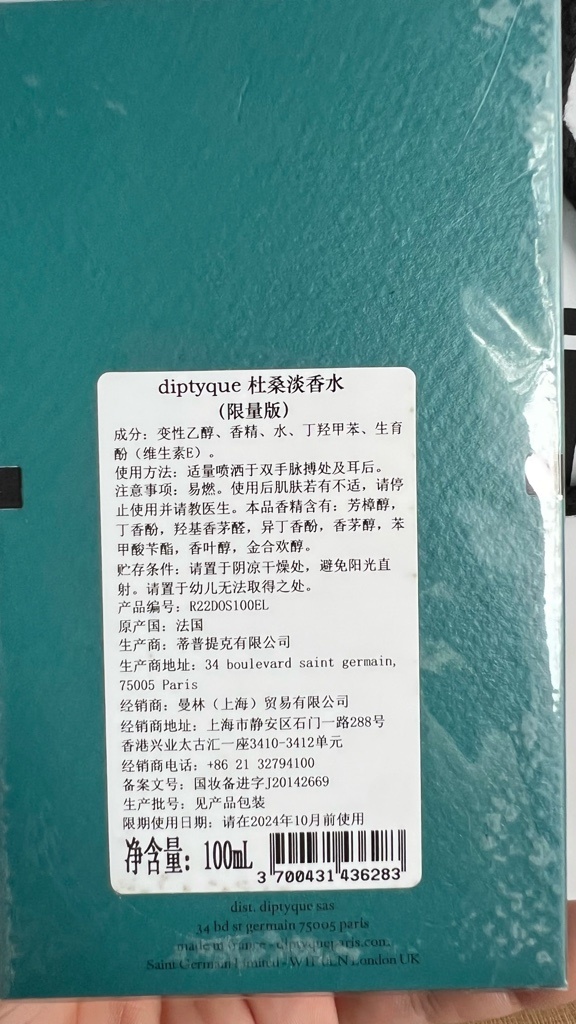 diptyque 杜桑淡香水
（限量版）
成分：变性乙醇、香精、水、丁羟甲苯、生育
酚（维生素E）。
使用方法：适量喷洒于双手脉搏处及耳后。
注意事项：易燃。使用后肌肤若有不适，请停
止使用并请教医生。本品香精含有：芳樟醇，
丁香酚，羟基香茅醛，异丁香酚，香茅醇，苯
甲酸苄酯，香叶醇，金合欢醇。
贮存条件：请置于阴凉干燥处，避免阳光直
射。请置于幼儿无法取得之处。
产品编号：R22DOS100EL
原产国：法国
生产商：蒂普提克有限公司
生产商地址：34 boulevard saint germain,
75005 Paris
经销商：曼林（上海）贸易有限公司
经销商地址：上海市静安区石门一路288号
香港兴业太古汇一座3410-3412单元
经销商电话：+86 21 32794100
备案文号：国妆备进字J20142669
生产批号：见产品包装
限期使用日期：请在2024年10月前使用
净含量：100mL
3 700431 436283
dist. diptyque sas
34 bd st germain 75005 paris
made in france - diptyqueparis.com
Saint Germain Limited - W1F London UK